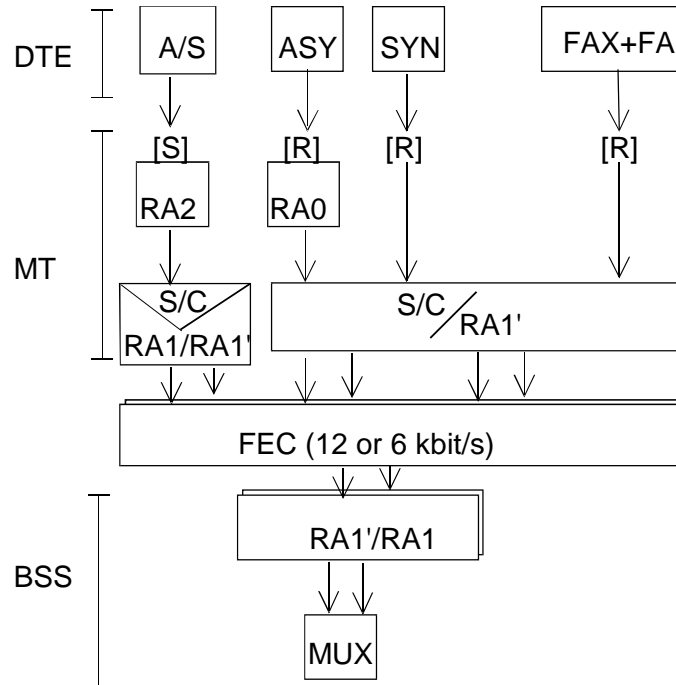 DTE
A/S
ASY
SYN
FAX+FA
[S]
[R]
[R]
[R]
RA2
RA0
MT
S/C
RA1/RA1'
S/C
RA1'
FEC (12 or 6 kbit/s)
RA1'/RA1
BSS
MUX